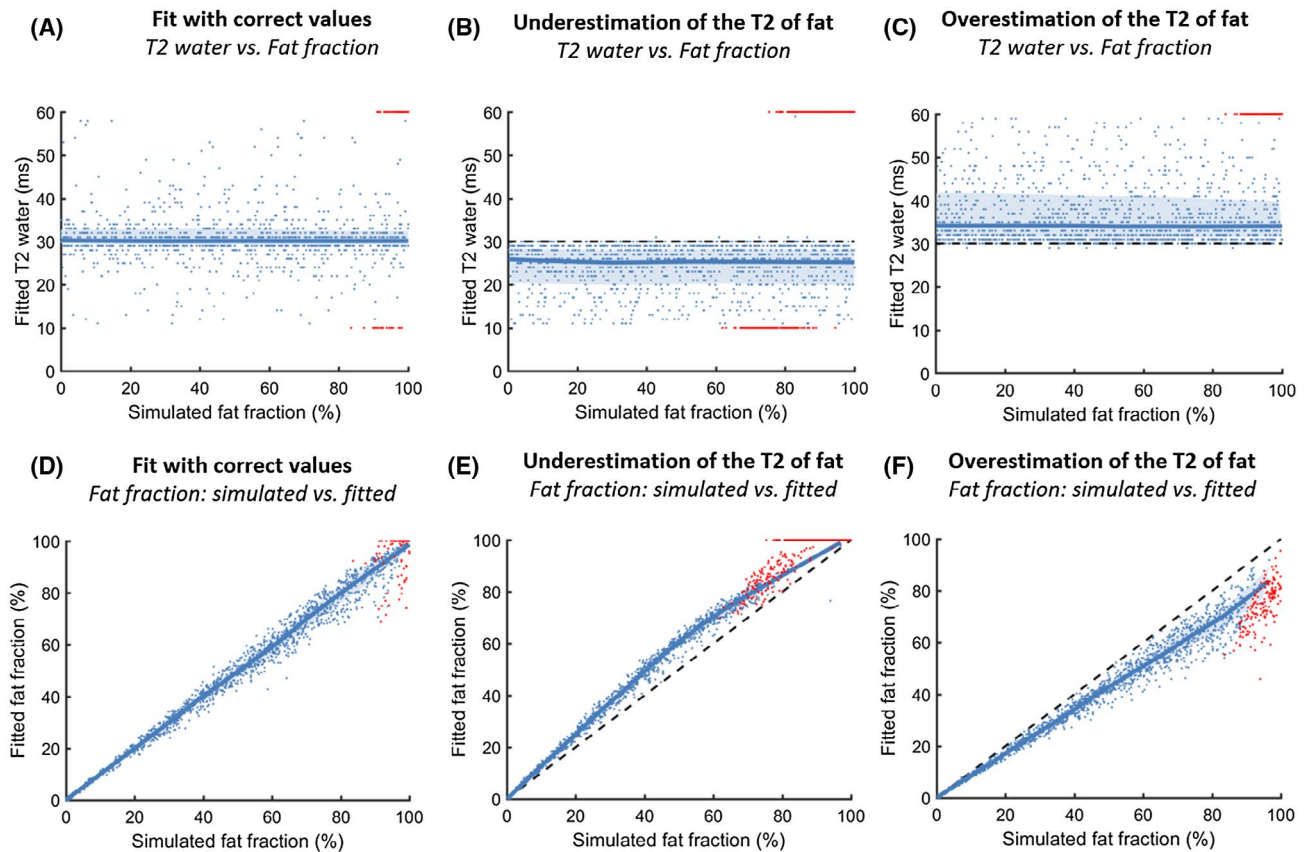 (A)
Fit with correct values
T2 water vs. Fat fraction
60
50
40
30
20
10
0
Fitted T2 water (ms)
0 20 40 60 80 100
Simulated fat fraction (%)
(B)
Underestimation of the T2 of fat
T2 water vs. Fat fraction
60
50
40
30
20
10
0
Fitted T2 water (ms)
0 20 40 60 80 100
Simulated fat fraction (%)
(C)
Overestimation of the T2 of fat
T2 water vs. Fat fraction
60
50
40
30
20
10
0
Fitted T2 water (ms)
0 20 40 60 80 100
Simulated fat fraction (%)
(D)
Fit with correct values
Fat fraction: simulated vs. fitted
100
80
60
40
20
0
Fitted fat fraction (%)
0 20 40 60 80 100
Simulated fat fraction (%)
(E)
Underestimation of the T2 of fat
Fat fraction: simulated vs. fitted
100
80
60
40
20
0
Fitted fat fraction (%)
0 20 40 60 80 100
Simulated fat fraction (%)
(F)
Overestimation of the T2 of fat
Fat fraction: simulated vs. fitted
100
80
60
40
20
0
Fitted fat fraction (%)
0 20 40 60 80 100
Simulated fat fraction (%)